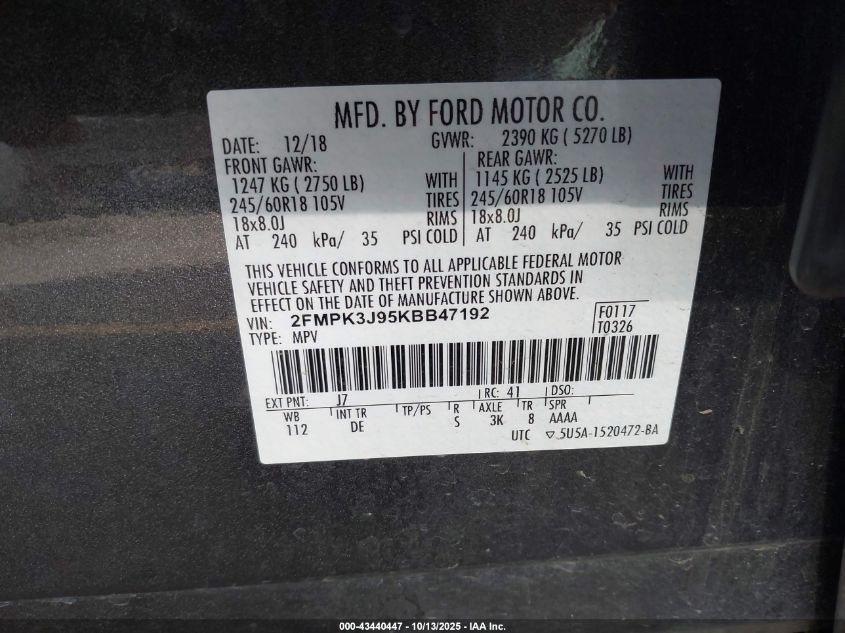 MFD. BY FORD MOTOR CO.
DATE: 12/18 GVWR: 2390 KG ( 5270 LB)
FRONT GAWR: REAR GAWR:
1247 KG ( 2750 LB) WITH 1145 KG ( 2525 LB) WITH
245/60R18 105V TIRES 245/60R18 105V TIRES
18x8.0J RIMS 18x8.0J RIMS
AT 240 kPa/ 35 PSI COLD AT 240 kPa/ 35 PSI COLD
THIS VEHICLE CONFORMS TO ALL APPLICABLE FEDERAL MOTOR
VEHICLE SAFETY AND THEFT PREVENTION STANDARDS IN
EFFECT ON THE DATE OF MANUFACTURE SHOWN ABOVE.
VIN: 2FMPK3J95KBB47192 F0117
TYPE: MPV T0326
EXT PNT: J7 RC: 41 DSO:
WB INT TR TP/PS R AXLE TR SPR
112 DE S 3K 8 AAAA
UTC ▽5U5A-1520472-BA
000-43440447 - 10/13/2025 - IAA Inc.